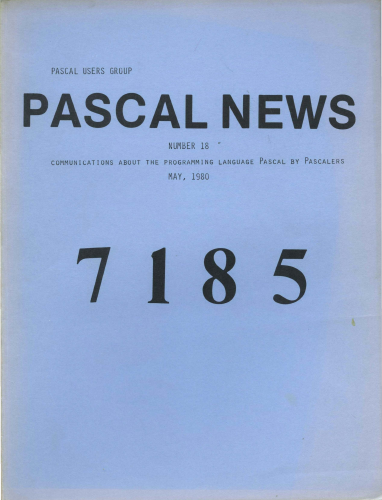 PASCAL USERS GROUP
PASCAL NEWS
NUMBER 18
COMMUNICATIONS ABOUT THE PROGRAMMING LANGUAGE PASCAL BY PASCALERS
MAY, 1980
7185